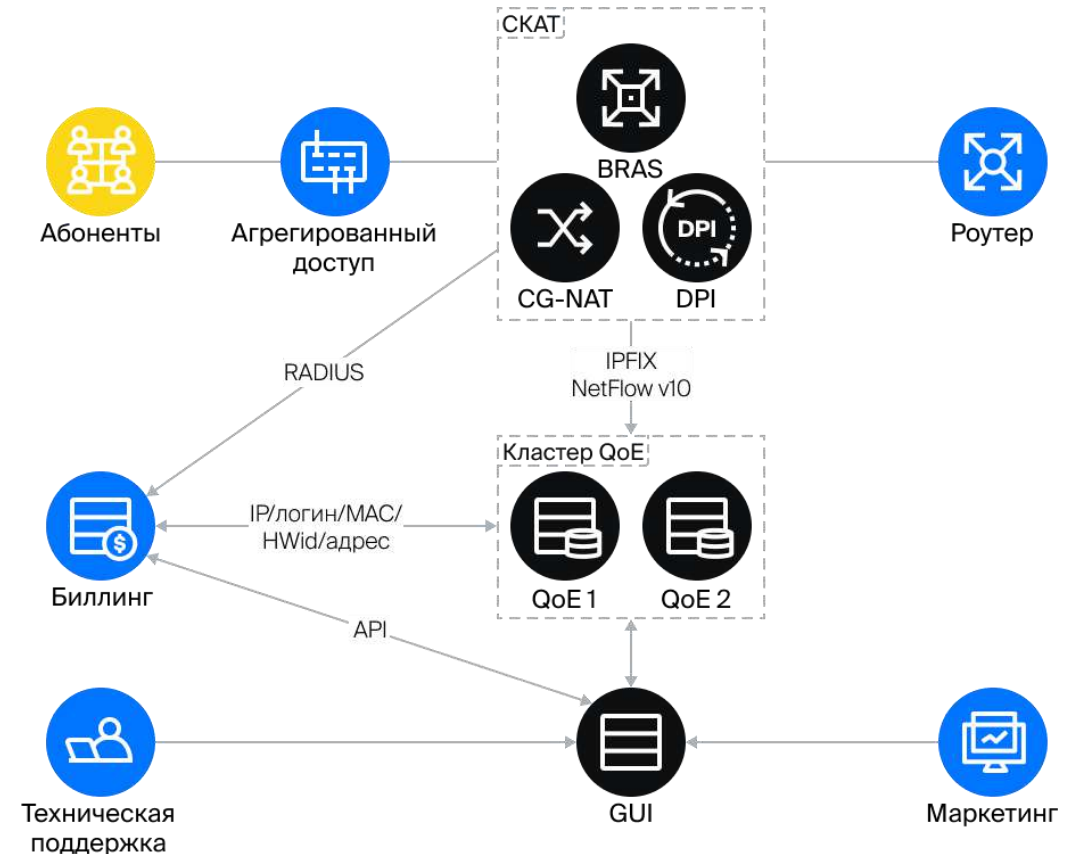 СКАТ
BRAS
Абоненты
Агрегированный
доступ
CG-NAT
DPI
DPI
Роутер
RADIUS
IPFIX
NetFlow v10
Кластер QoE
IP/логин/MAC/
HWid/адрес
Биллинг
$
QoE 1
QoE 2
API
Техническая
поддержка
GUI
Маркетинг